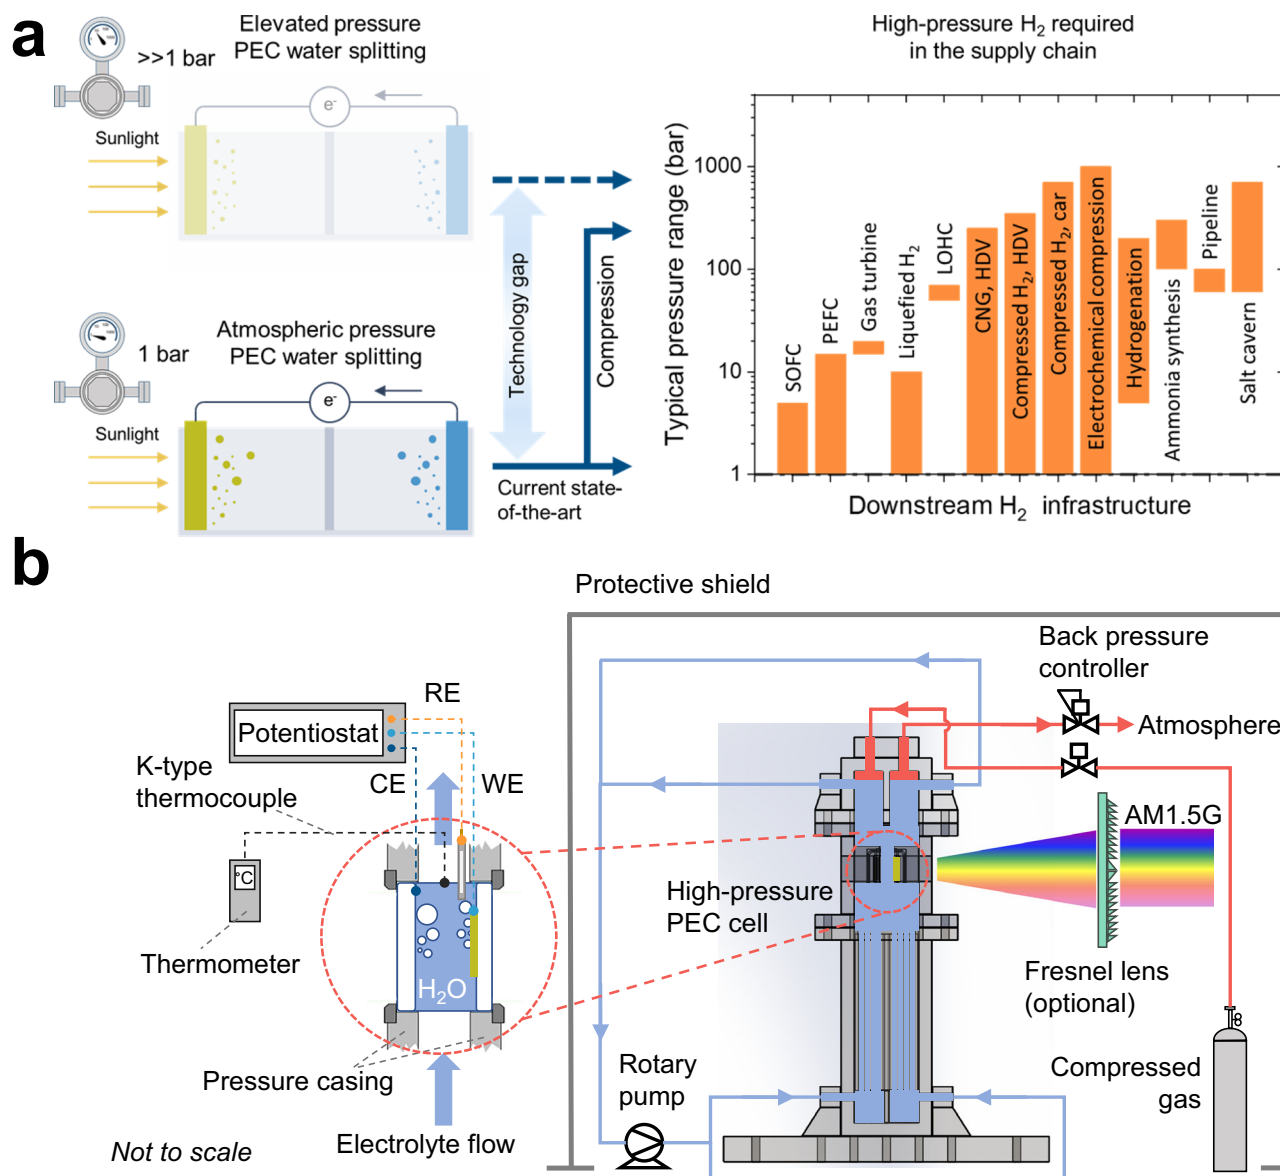 a
Elevated pressure
PEC water splitting
>>1 bar
Sunlight
e-
Technology gap
Compression
Atmospheric pressure
PEC water splitting
1 bar
Sunlight
e-
Current state-
of-the-art
High-pressure H2 required
in the supply chain
Typical pressure range (bar)
1000
100
10
1
SOFC
PEFC
Gas turbine
Liquefied H2
LOHC
CNG, HDV
Compressed H2, HDV
Compressed H2, car
Electrochemical compression
Hydrogenation
Ammonia synthesis
Pipeline
Salt cavern
Downstream H2 infrastructure
b
Protective shield
Back pressure
controller
Atmosphere
RE
Potentiostat
K-type
thermocouple
CE
WE
°C
Thermometer
H2O
Pressure casing
Electrolyte flow
Not to scale
High-pressure
PEC cell
AM1.5G
Fresnel lens
(optional)
Rotary
pump
Compressed
gas